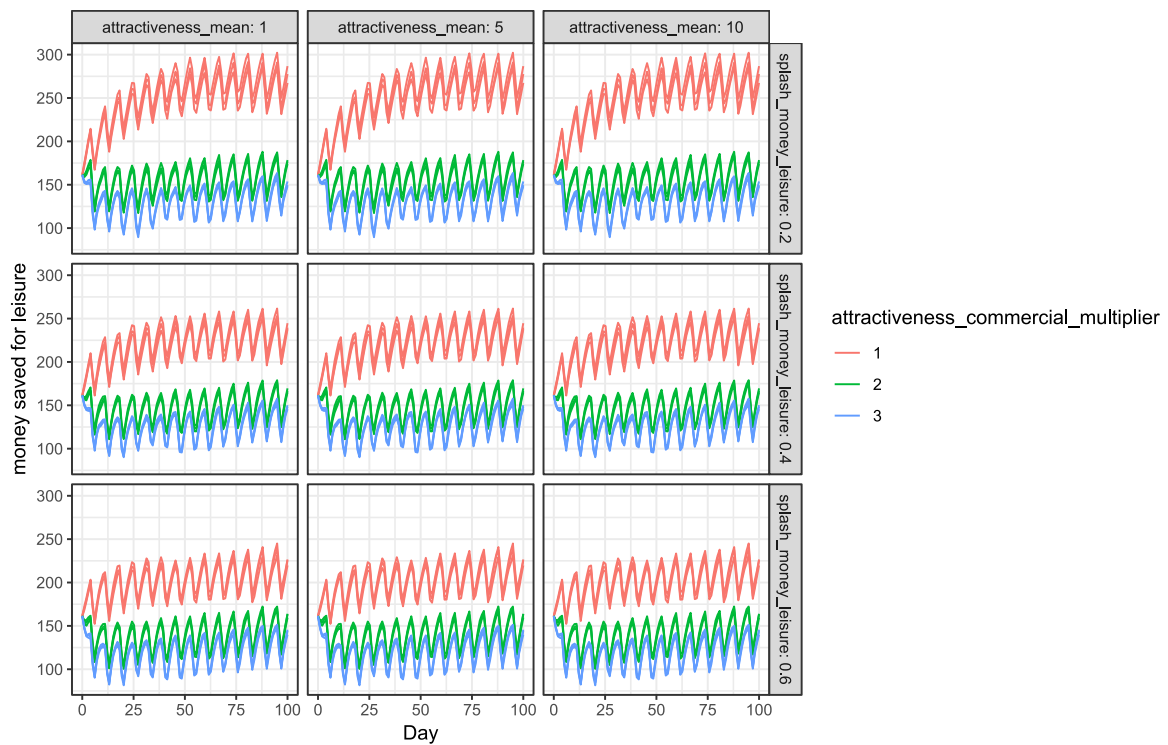 attractiveness_mean: 1
attractiveness_mean: 5
attractiveness_mean: 10
300
250
200
150
100
splash_money_leisure: 0.2
300
250
200
150
100
splash_money_leisure: 0.4
300
250
200
150
100
splash_money_leisure: 0.6
0 25 50 75 100
0 25 50 75 100
0 25 50 75 100
Day
money saved for leisure
attractiveness_commercial_multiplier
1
2
3